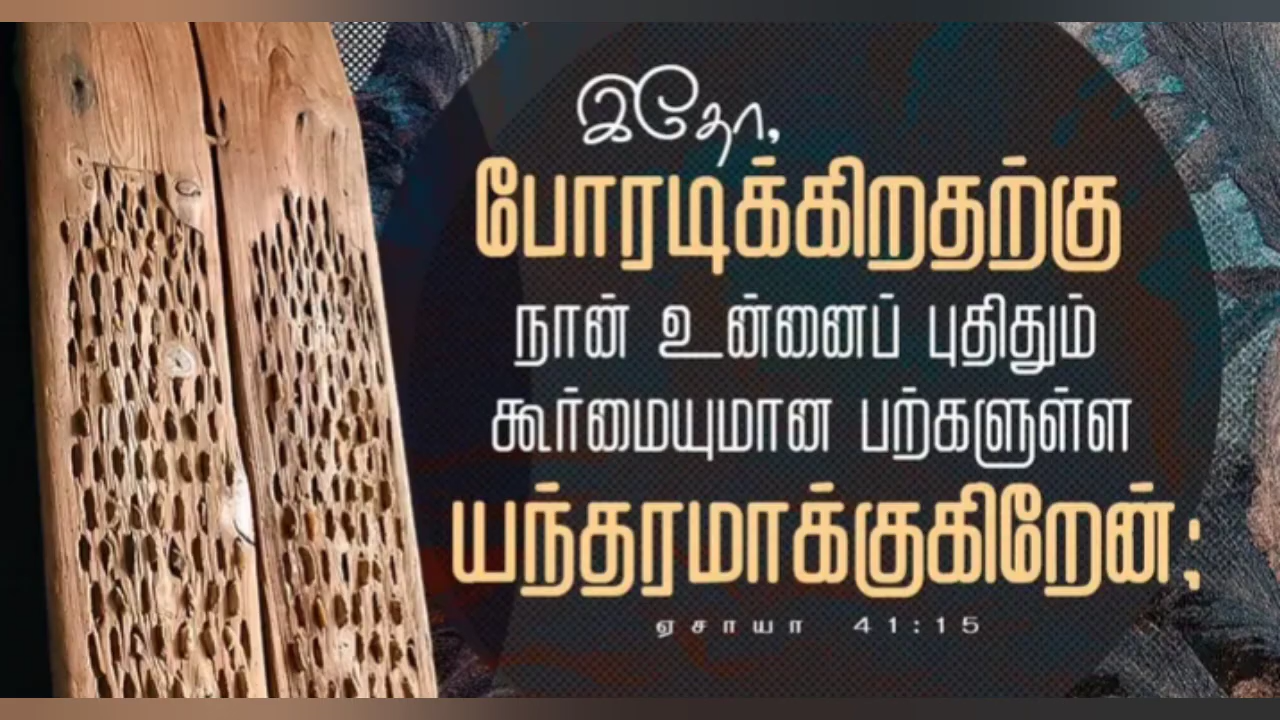 இதோ,
போரடிக்கிறதற்கு
நான் உன்னைப் புதிதும்
கூர்மையுமான பற்களுள்ள
யந்தரமாக்குகிறேன்;
ஏசாயா 41:15